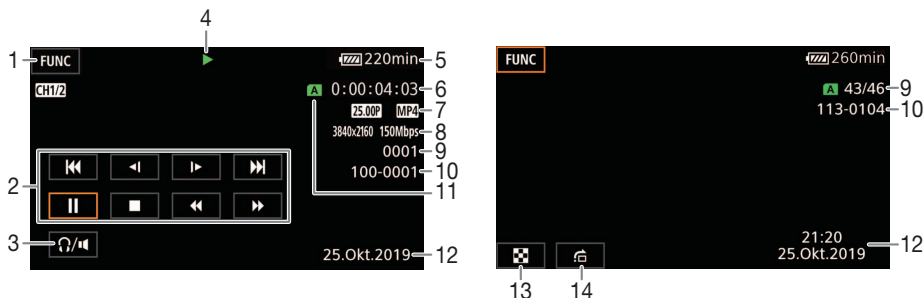 4
1 FUNC 220min 5
CH1/2 A 0:00:04:03 6
25.00P MP4 7
3840x2160 150Mbps 8
0001 9
100-0001 10
11
2
3
25.Okt.2019 12
FUNC 260min
A 43/46 9
113-0104 10
21:20
25.Okt.2019 12
13 14